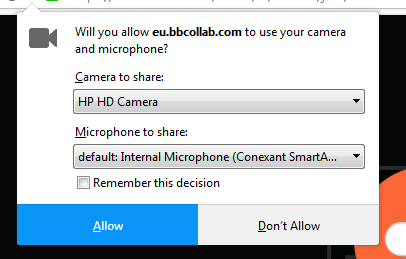 Will you allow eu.bbcollab.com to use your camera
and microphone?
Camera to share:
HP HD Camera
Microphone to share:
default: Internal Microphone (Conexant SmartA...
Remember this decision
Allow
Don't Allow